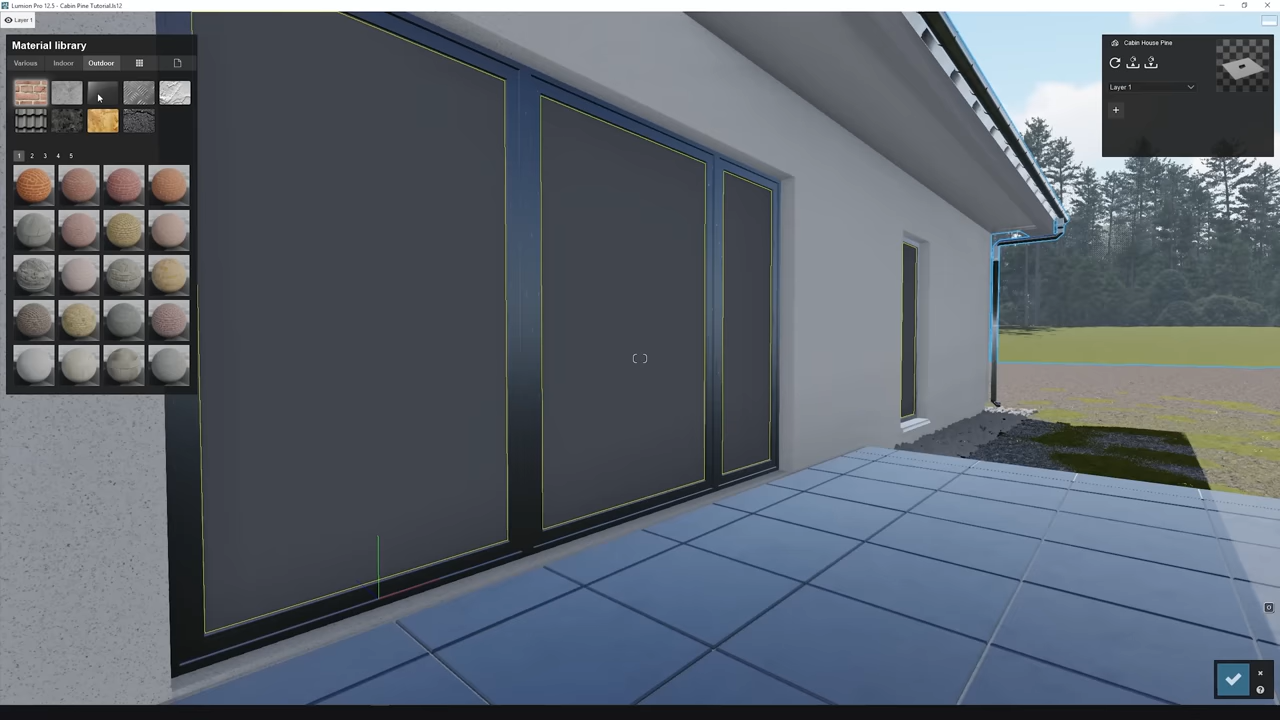 Lumion Pro 12.5 - Cabin Pine Tutorial.ls12
Layer 1
Material library
Various
Indoor
Outdoor
1 2 3 4 5
Cabin House Pine
Layer 1